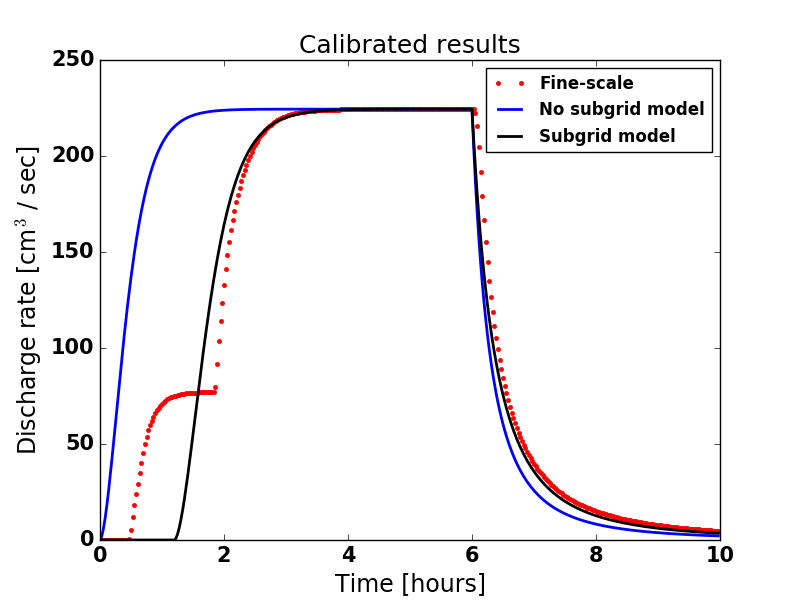 Calibrated results
250
200
150
100
50
0
Discharge rate [cm³ / sec]
Fine-scale
No subgrid model
Subgrid model
0 2 4 6 8 10
Time [hours]